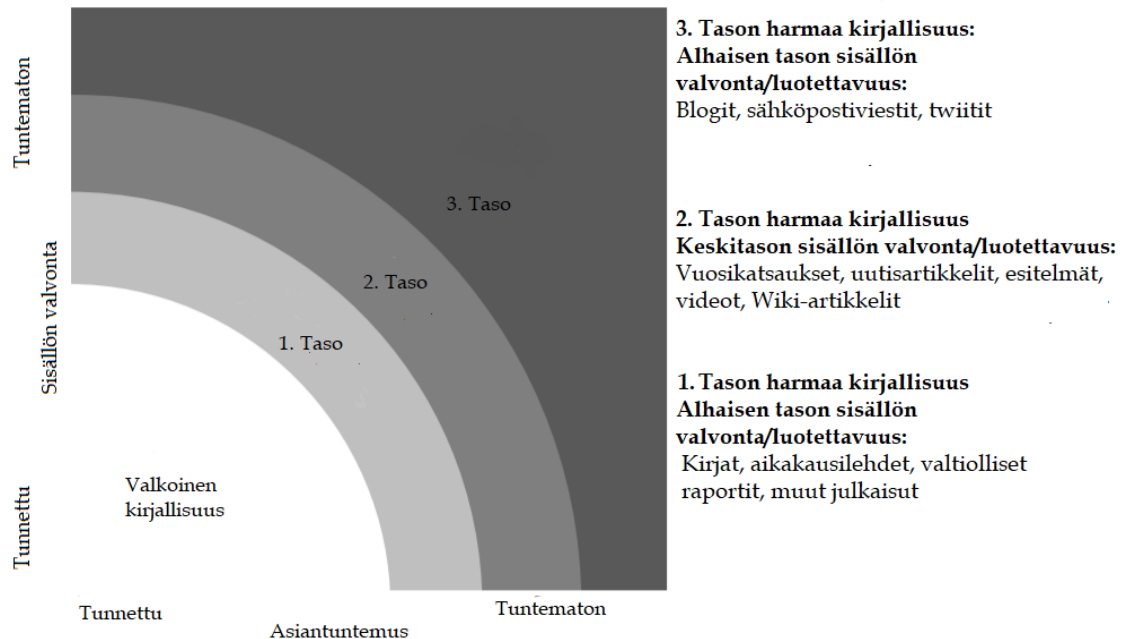 Tuntematon
Sisällön valvonta
Tunnettu
3. Taso
2. Taso
1. Taso
Valkoinen
kirjallisuus
Tunnettu
Asiantuntemus
Tuntematon
3. Tason harmaa kirjallisuus:
Alhaisen tason sisällön
valvonta/luotettavuus:
Blogit, sähköpostiviestit, twiitit
2. Tason harmaa kirjallisuus
Keskitason sisällön valvonta/luotettavuus:
Vuosikatsaukset, uutisartikkelit, esitelmät,
videot, Wiki-artikkelit
1. Tason harmaa kirjallisuus
Alhaisen tason sisällön
valvonta/luotettavuus:
Kirjat, aikakausilehdet, valtiolliset
raportit, muut julkaisut